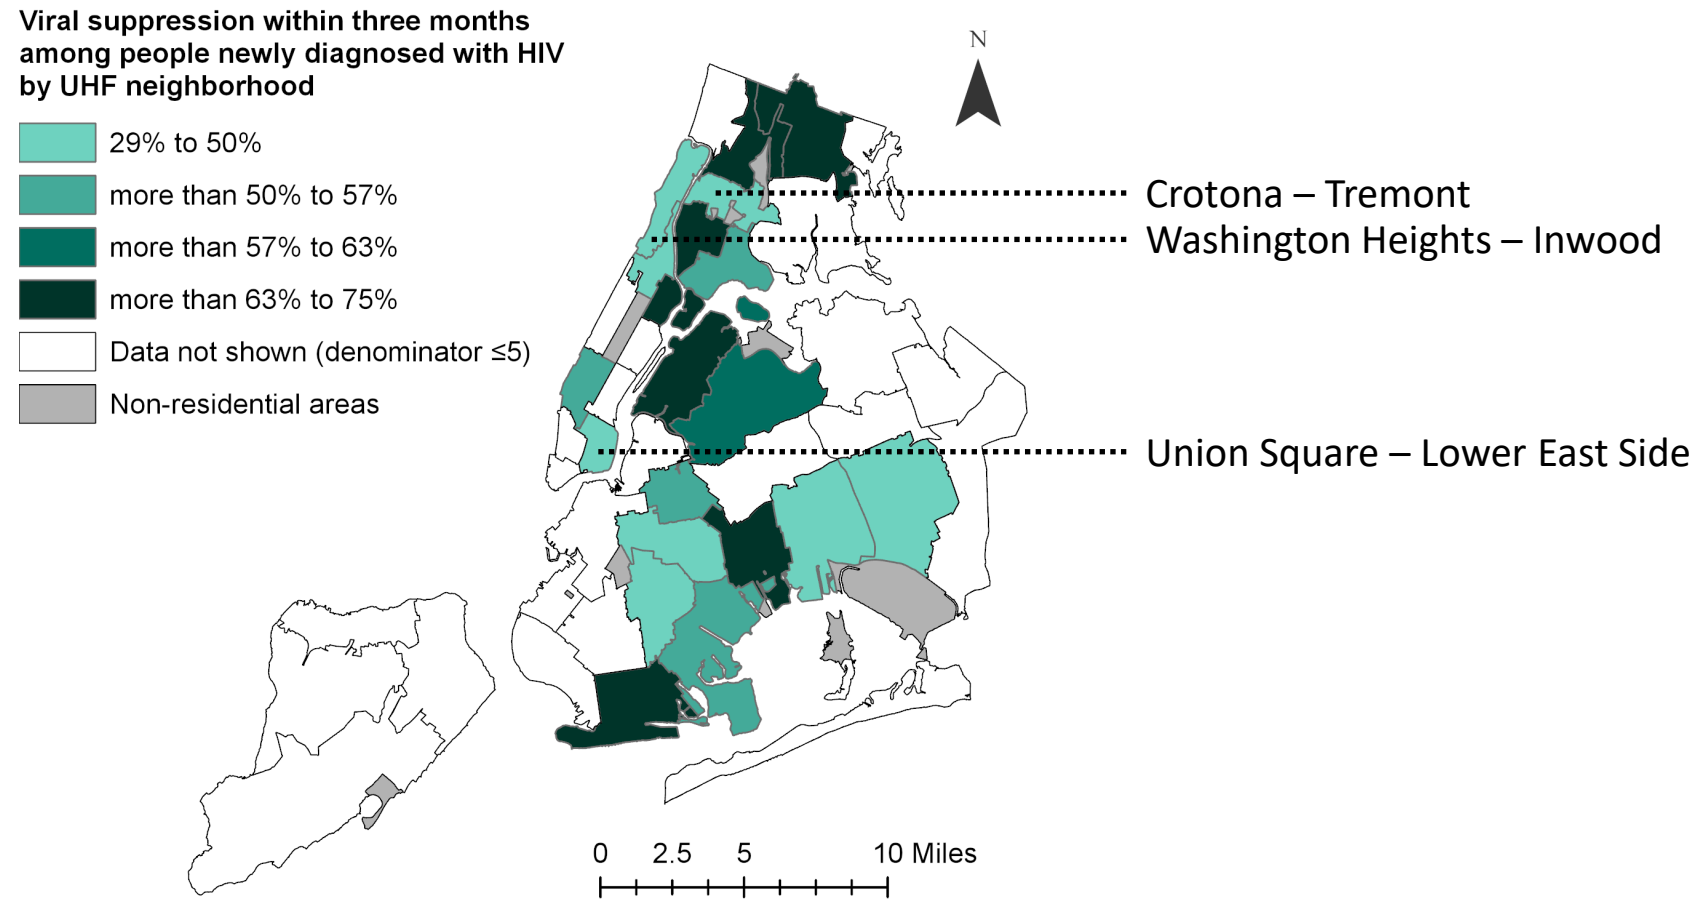 Viral suppression within three months
among people newly diagnosed with HIV
by UHF neighborhood
29% to 50%
more than 50% to 57%
more than 57% to 63%
more than 63% to 75%
Data not shown (denominator ≤5)
Non-residential areas
N
Crotona – Tremont
Washington Heights – Inwood
Union Square – Lower East Side
0 2.5 5 10 Miles